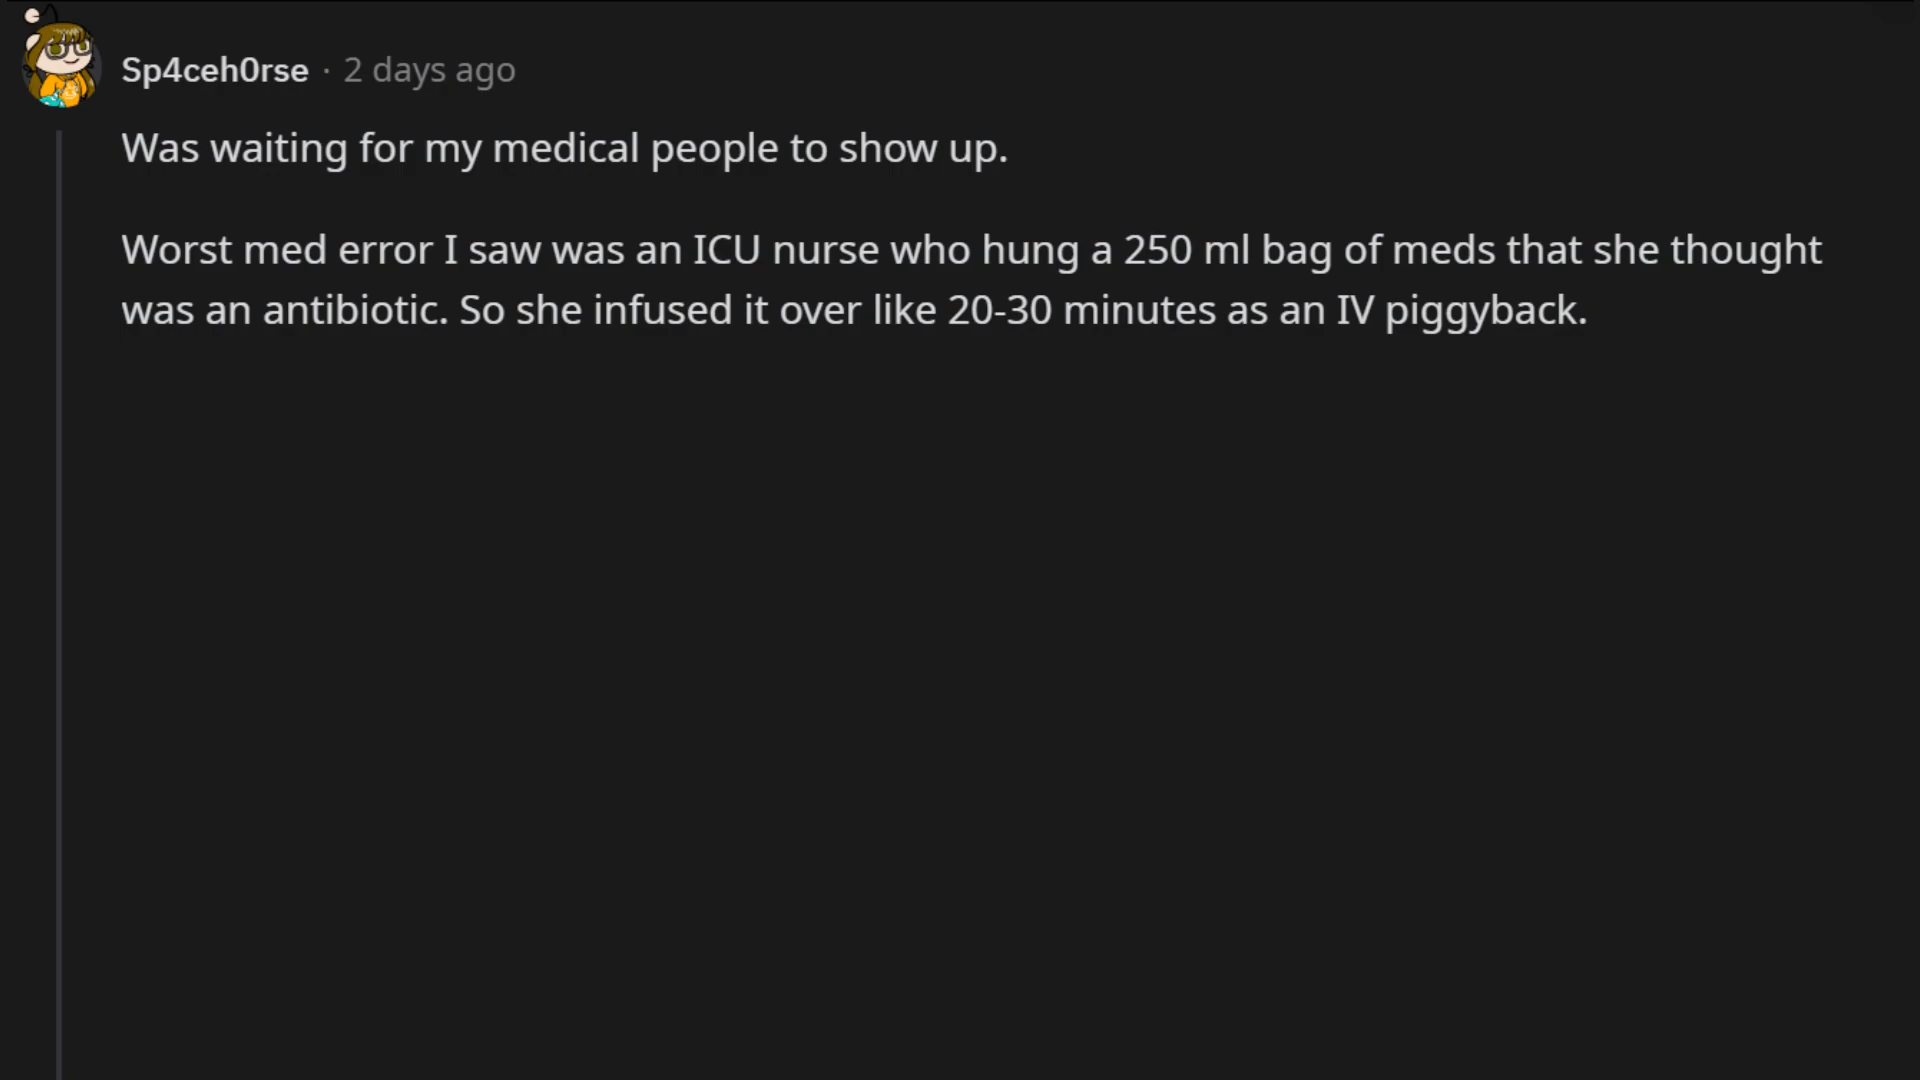 Sp4ceh0rse · 2 days ago
Was waiting for my medical people to show up.
Worst med error I saw was an ICU nurse who hung a 250 ml bag of meds that she thought
was an antibiotic. So she infused it over like 20-30 minutes as an IV piggyback.